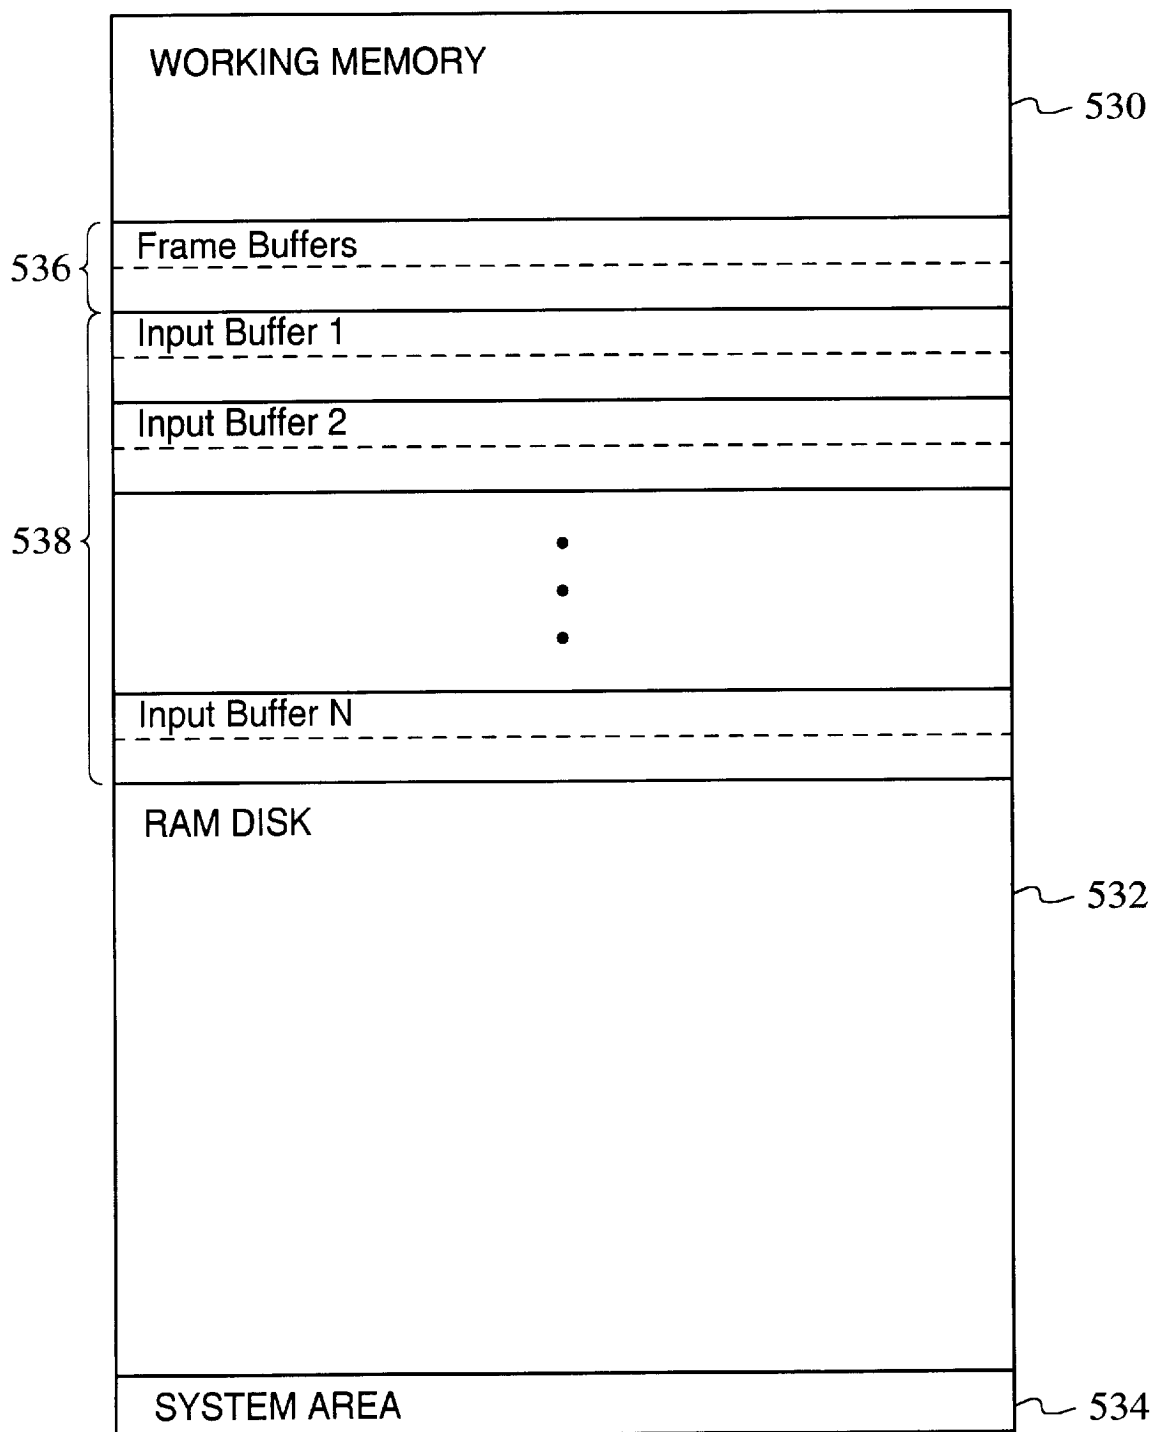 WORKING MEMORY
530
Frame Buffers
536
Input Buffer 1
Input Buffer 2
538
Input Buffer N
RAM DISK
532
SYSTEM AREA
534